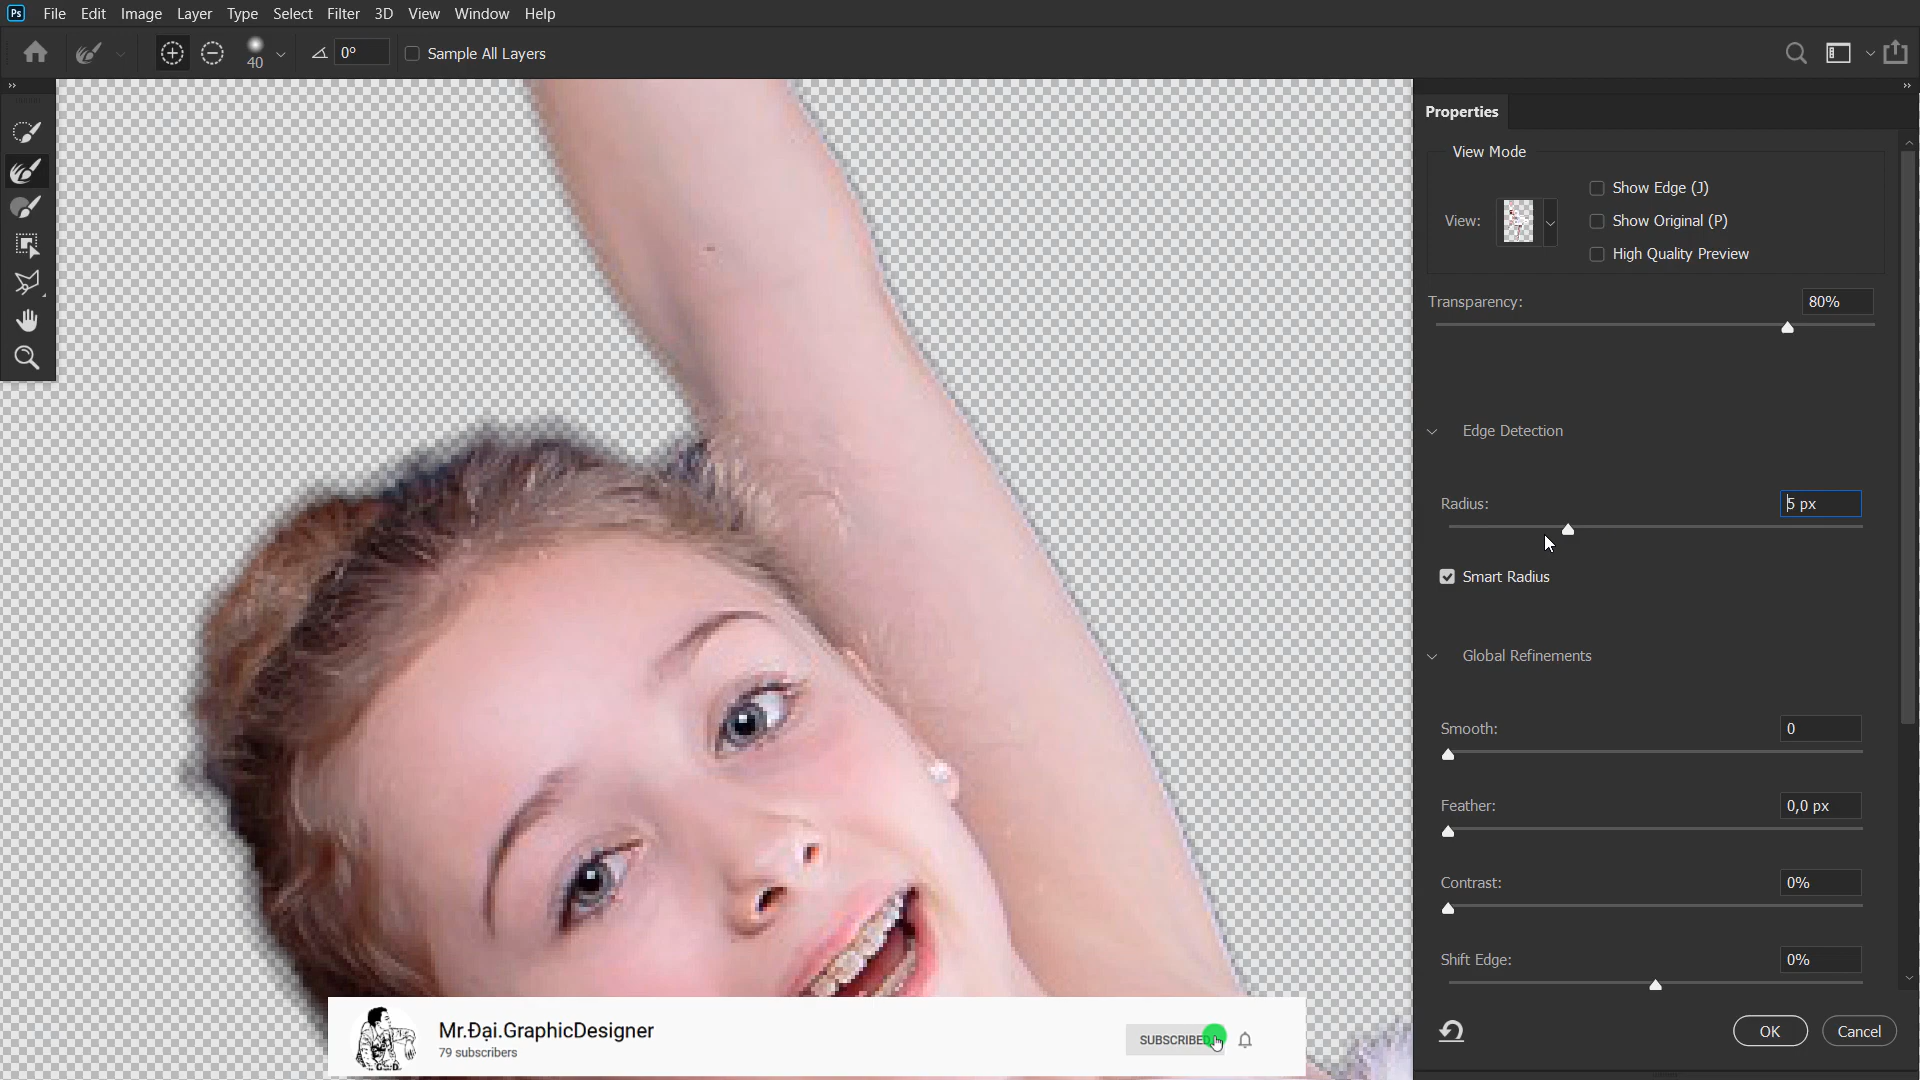 Ps File Edit Image Layer Type Select Filter 3D View Window Help
40 0° Sample All Layers
Properties
View Mode
Show Edge (J)
View: Show Original (P)
High Quality Preview
Transparency: 80%
Edge Detection
Radius: 5 px
Smart Radius
Global Refinements
Smooth: 0
Feather: 0,0 px
Contrast: 0%
Shift Edge: 0%
OK Cancel
Mr.Đại.GraphicDesigner
79 subscribers
SUBSCRIBED
G D